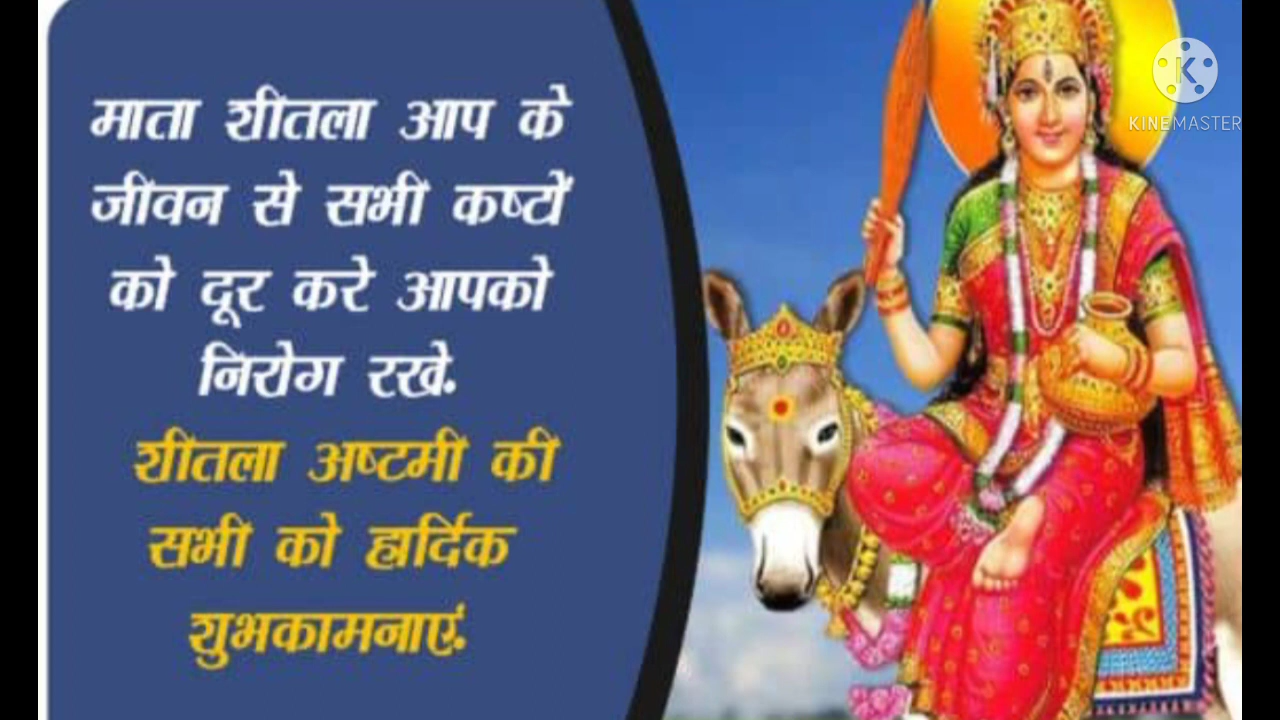 माता शीतला आप के
जीवन से सभी कष्टों
को दूर करे आपको
निरोग रखे.
शीतला अष्टमी की
सभी को हार्दिक
शुभकामनाएं.
KINEMASTER